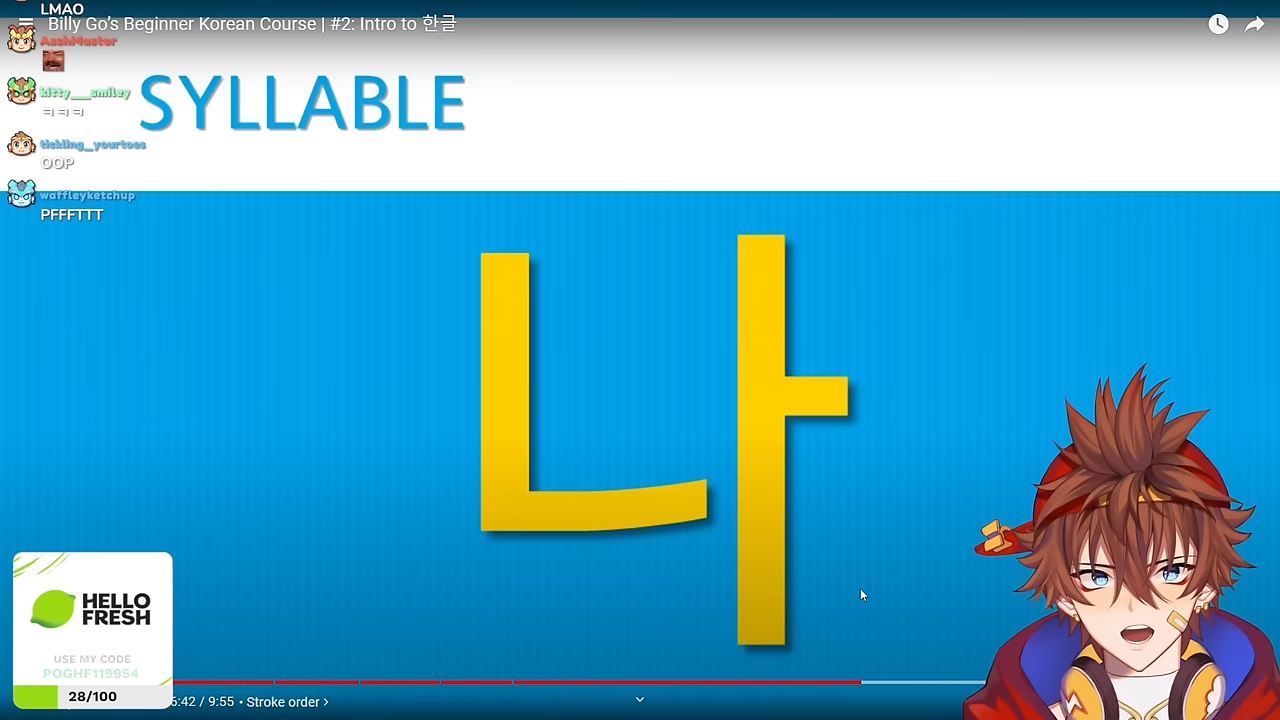 LMAO
Billy Go's Beginner Korean Course | #2: Intro to 한글
AsshMuster
kitty___smiley
ㅋㅋㅋ
tickling_yourtoes
OOP
waffleyketchup
PFFFTTT
SYLLABLE
나
HELLO
FRESH
USE MY CODE
POGHF119954
28/100
6:42 / 9:55 • Stroke order